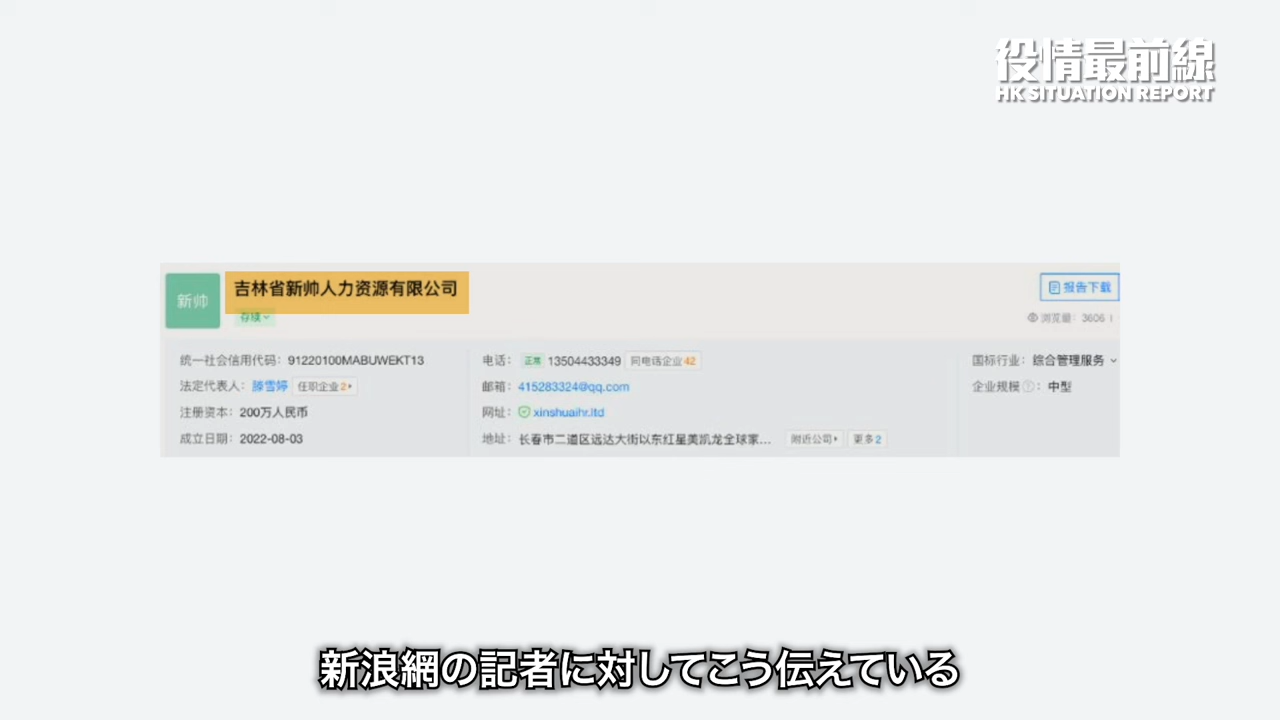 役情最前線
HK SITUATION REPORT
新帅
吉林省新帅人力资源有限公司
存续
报告下载
浏览量: 3606
统一社会信用代码: 91220100MABUWEKT13
电话: 正常 13504433349 同电话企业42
国标行业: 综合管理服务
法定代表人: 滕雪婷 任职企业2
邮箱: 415283324@qq.com
企业规模: 中型
注册资本: 200万人民币
网址: xinshuaihr.ltd
成立日期: 2022-08-03
地址: 长春市二道区远达大街以东红星美凯龙全球家... 附近公司 更多2
新浪網の記者に対してこう伝えている